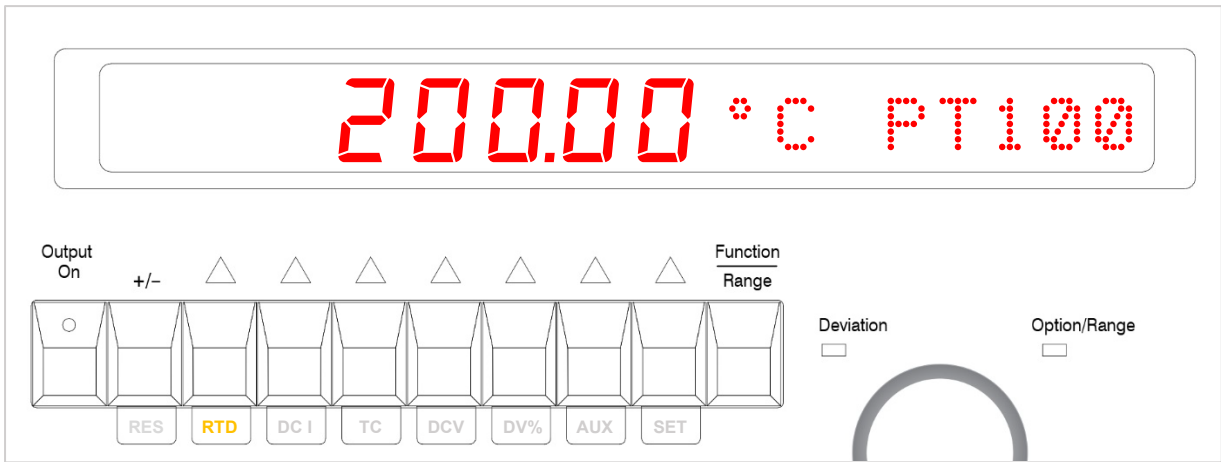 200.00 °C PT100
Output
On
+/−
Function
Range
Deviation
Option/Range
RES
RTD
DC I
TC
DCV
DV%
AUX
SET